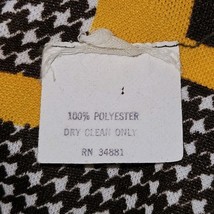 100% POLYESTER
DRY CLEAN ONLY
RN 34881